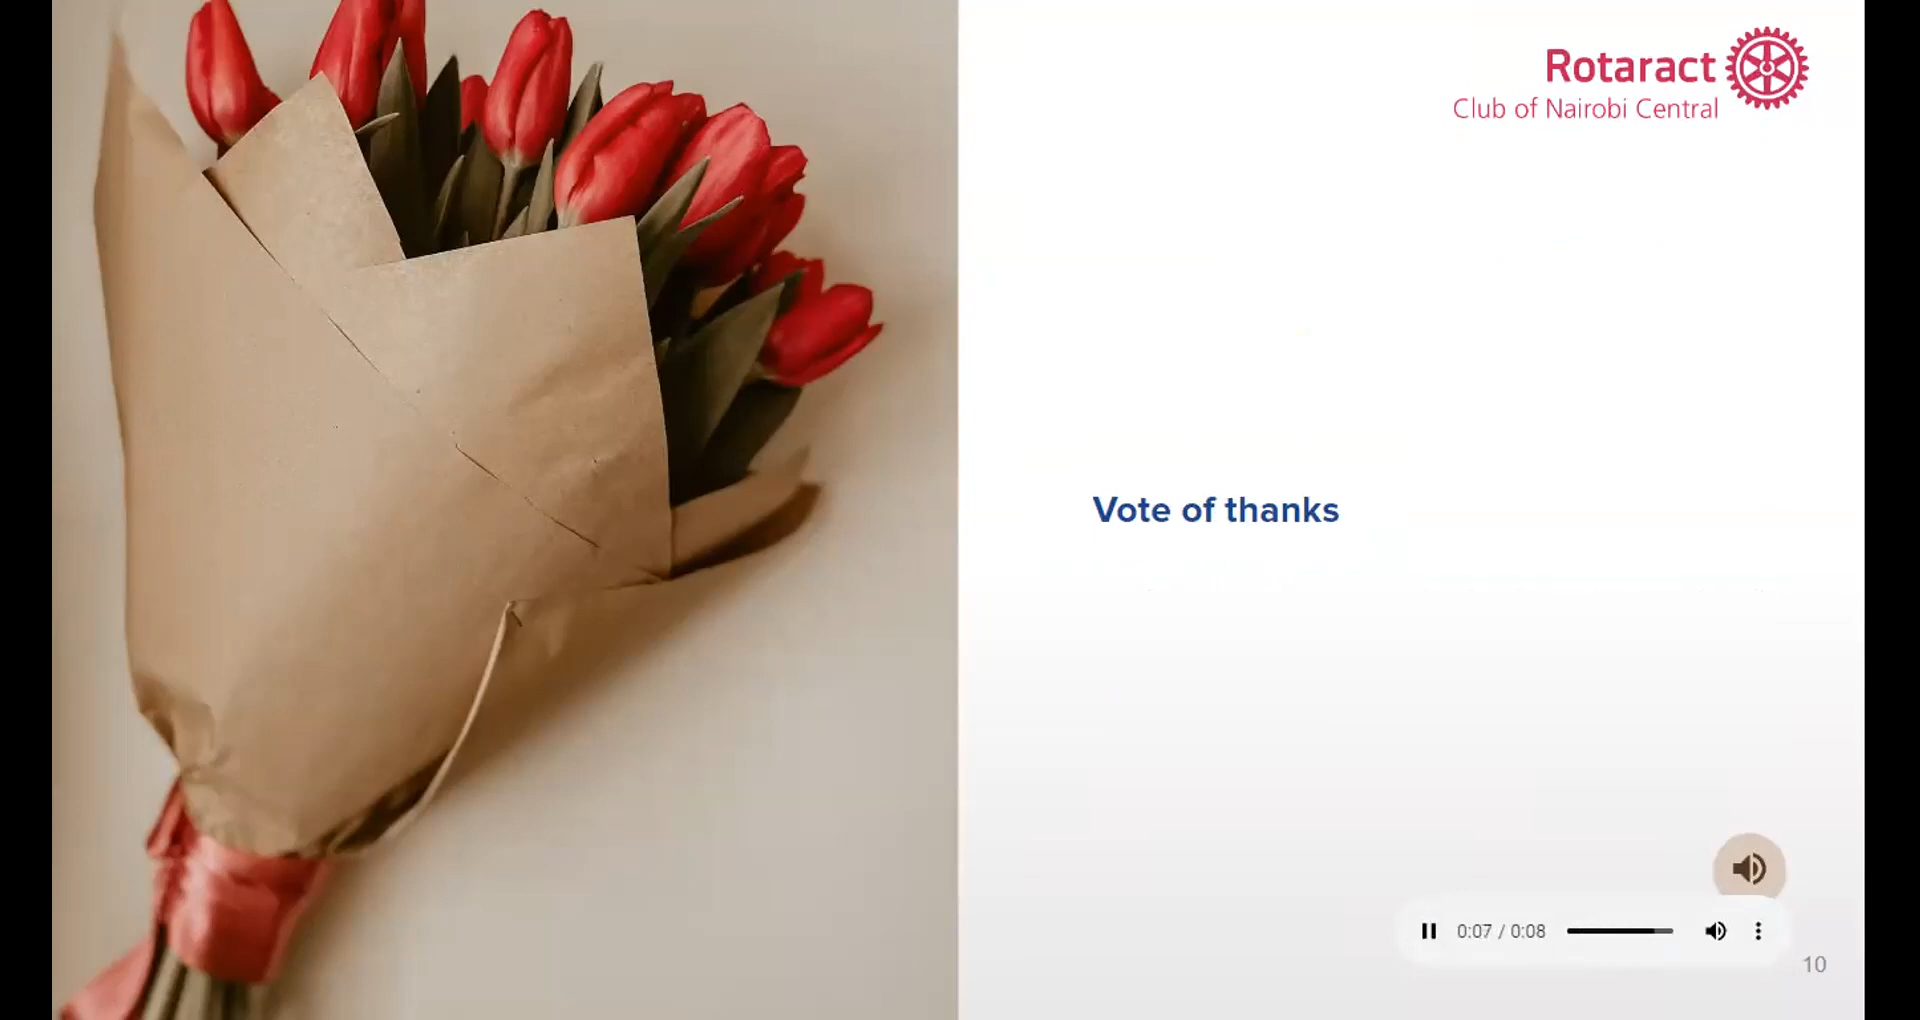 Rotaract
Club of Nairobi Central
Vote of thanks
0:07 / 0:08
10